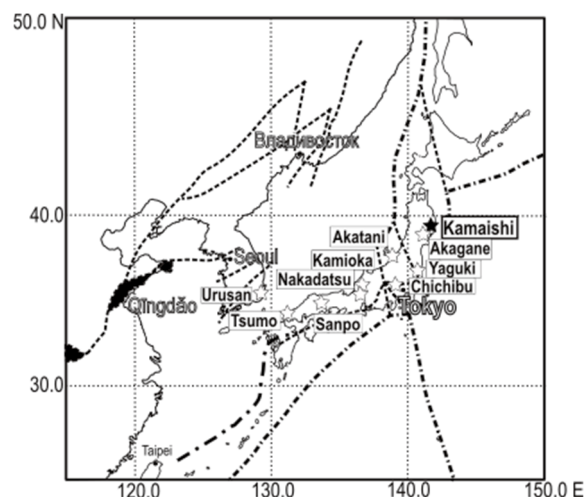 50.0 N
Владивосток
40.0
Kamaishi
Akatani
Akagane
Seoul
Kamioka
Yaguki
Nakadatsu
Chichibu
Urusan
Qīngdǎo
Tokyo
Tsumo
Sanpo
30.0
Taipei
120.0
130.0
140.0
150.0 E